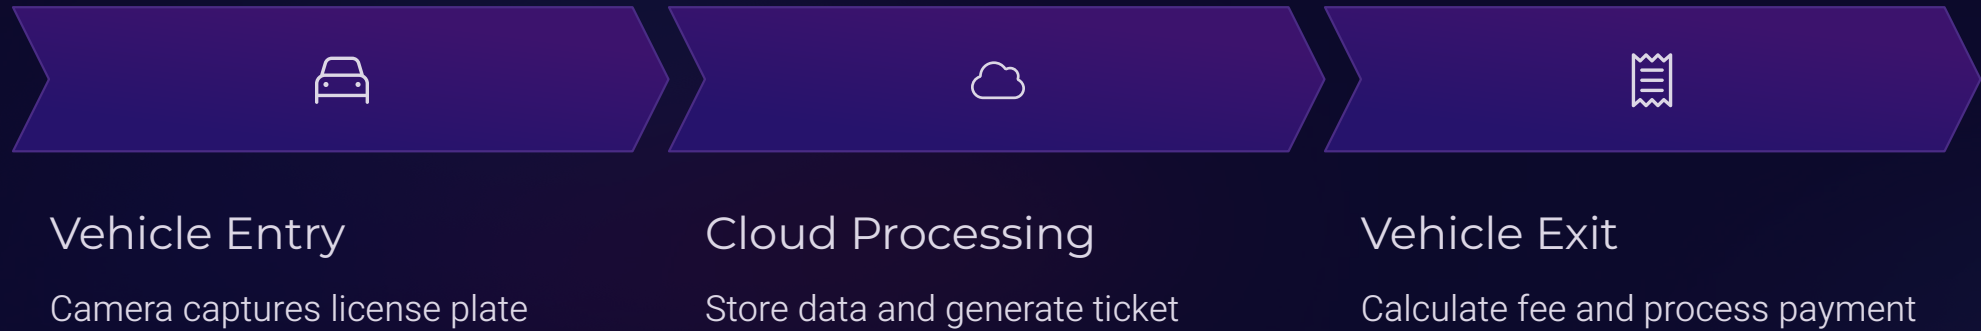 Vehicle Entry
Camera captures license plate
Cloud Processing
Store data and generate ticket
Vehicle Exit
Calculate fee and process payment